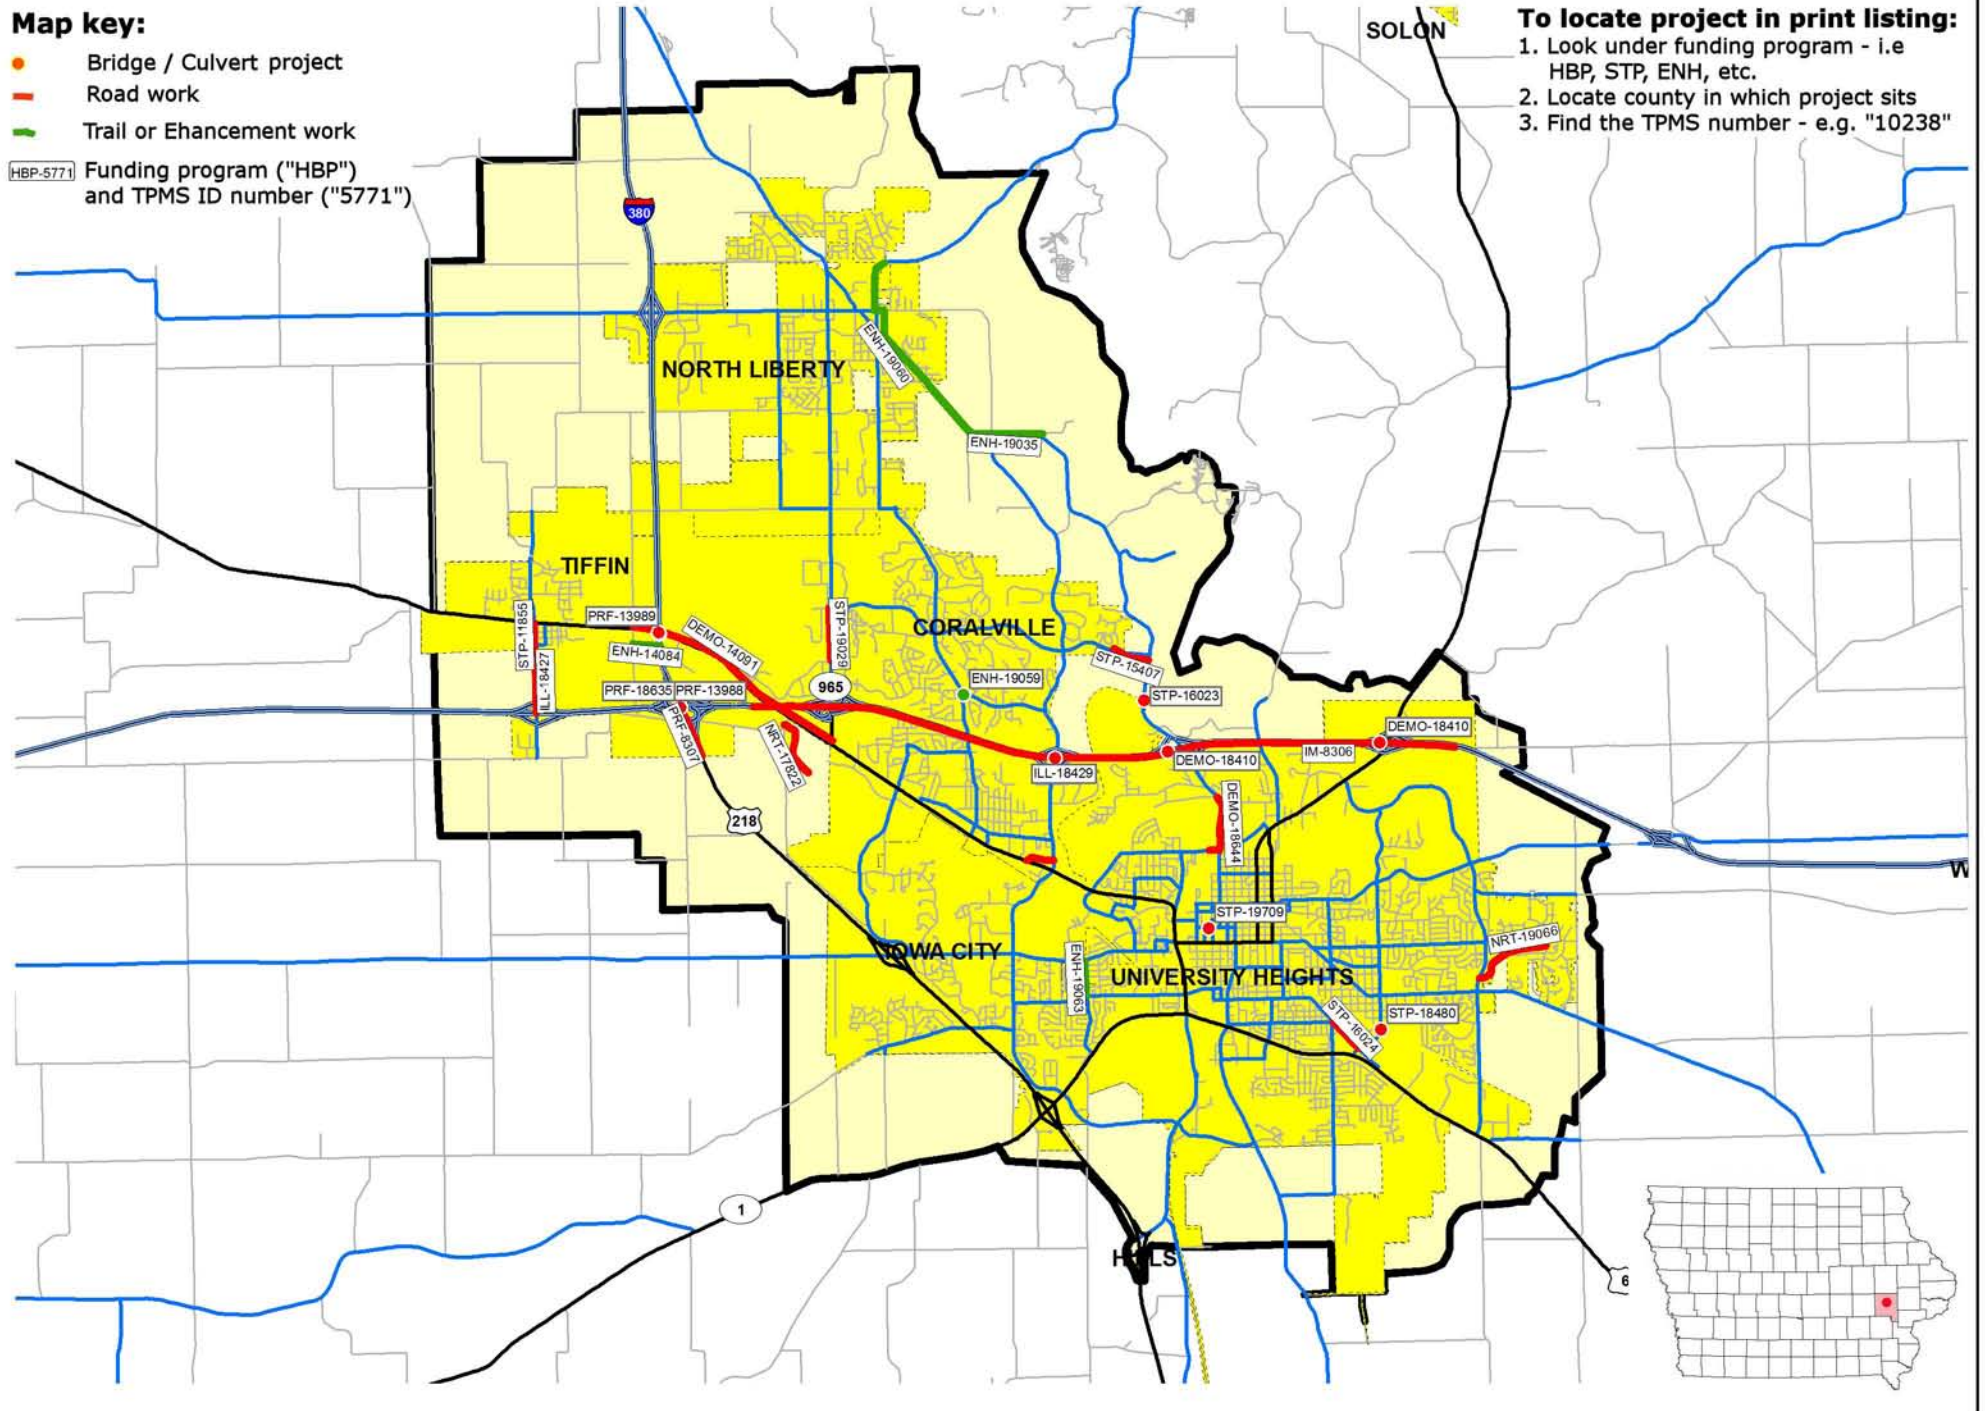 Map key:
Bridge / Culvert project
Road work
Trail or Ehancement work
HBP-5771
Funding program ("HBP")
and TPMS ID number ("5771")
SOLON
To locate project in print listing:
1. Look under funding program - i.e
HBP, STP, ENH, etc.
2. Locate county in which project sits
3. Find the TPMS number - e.g. "10238"
380
NORTH LIBERTY
ENH-19060
ENH-19035
TIFFIN
STP-11855
ILL-18427
PRF-13989
ENH-14084
DEMO-14091
STP-19029
CORALVILLE
STP-15407
PRF-18635
PRF-13988
965
ENH-19059
STP-16023
PRF-8307
NRT-17822
ILL-18429
DEMO-18410
IM-8306
DEMO-18410
218
DEMO-18644
W
STP-19709
IOWA CITY
ENH-19063
UNIVERSITY HEIGHTS
NRT-19066
STP-16024
STP-18480
1
HILLS
6